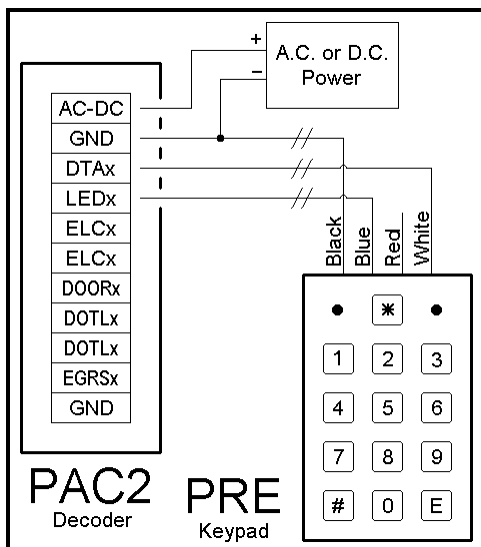 +
A.C. or D.C.
−
Power
AC-DC
GND
DTAx
LEDx
ELCx
ELCx
DOORx
DOTLx
DOTLx
EGRSx
GND
Black
Blue
Red
White
*
1 2 3
4 5 6
7 8 9
# 0 E
PAC2
Decoder
PRE
Keypad